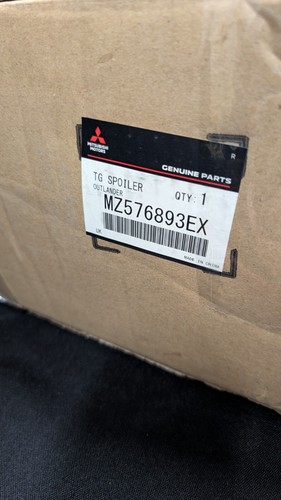 MITSUBISHI
MOTORS
R
GENUINE PARTS
TG SPOILER
QTY: 1
OUTLANDER
MZ576893EX
MADE IN CHINA